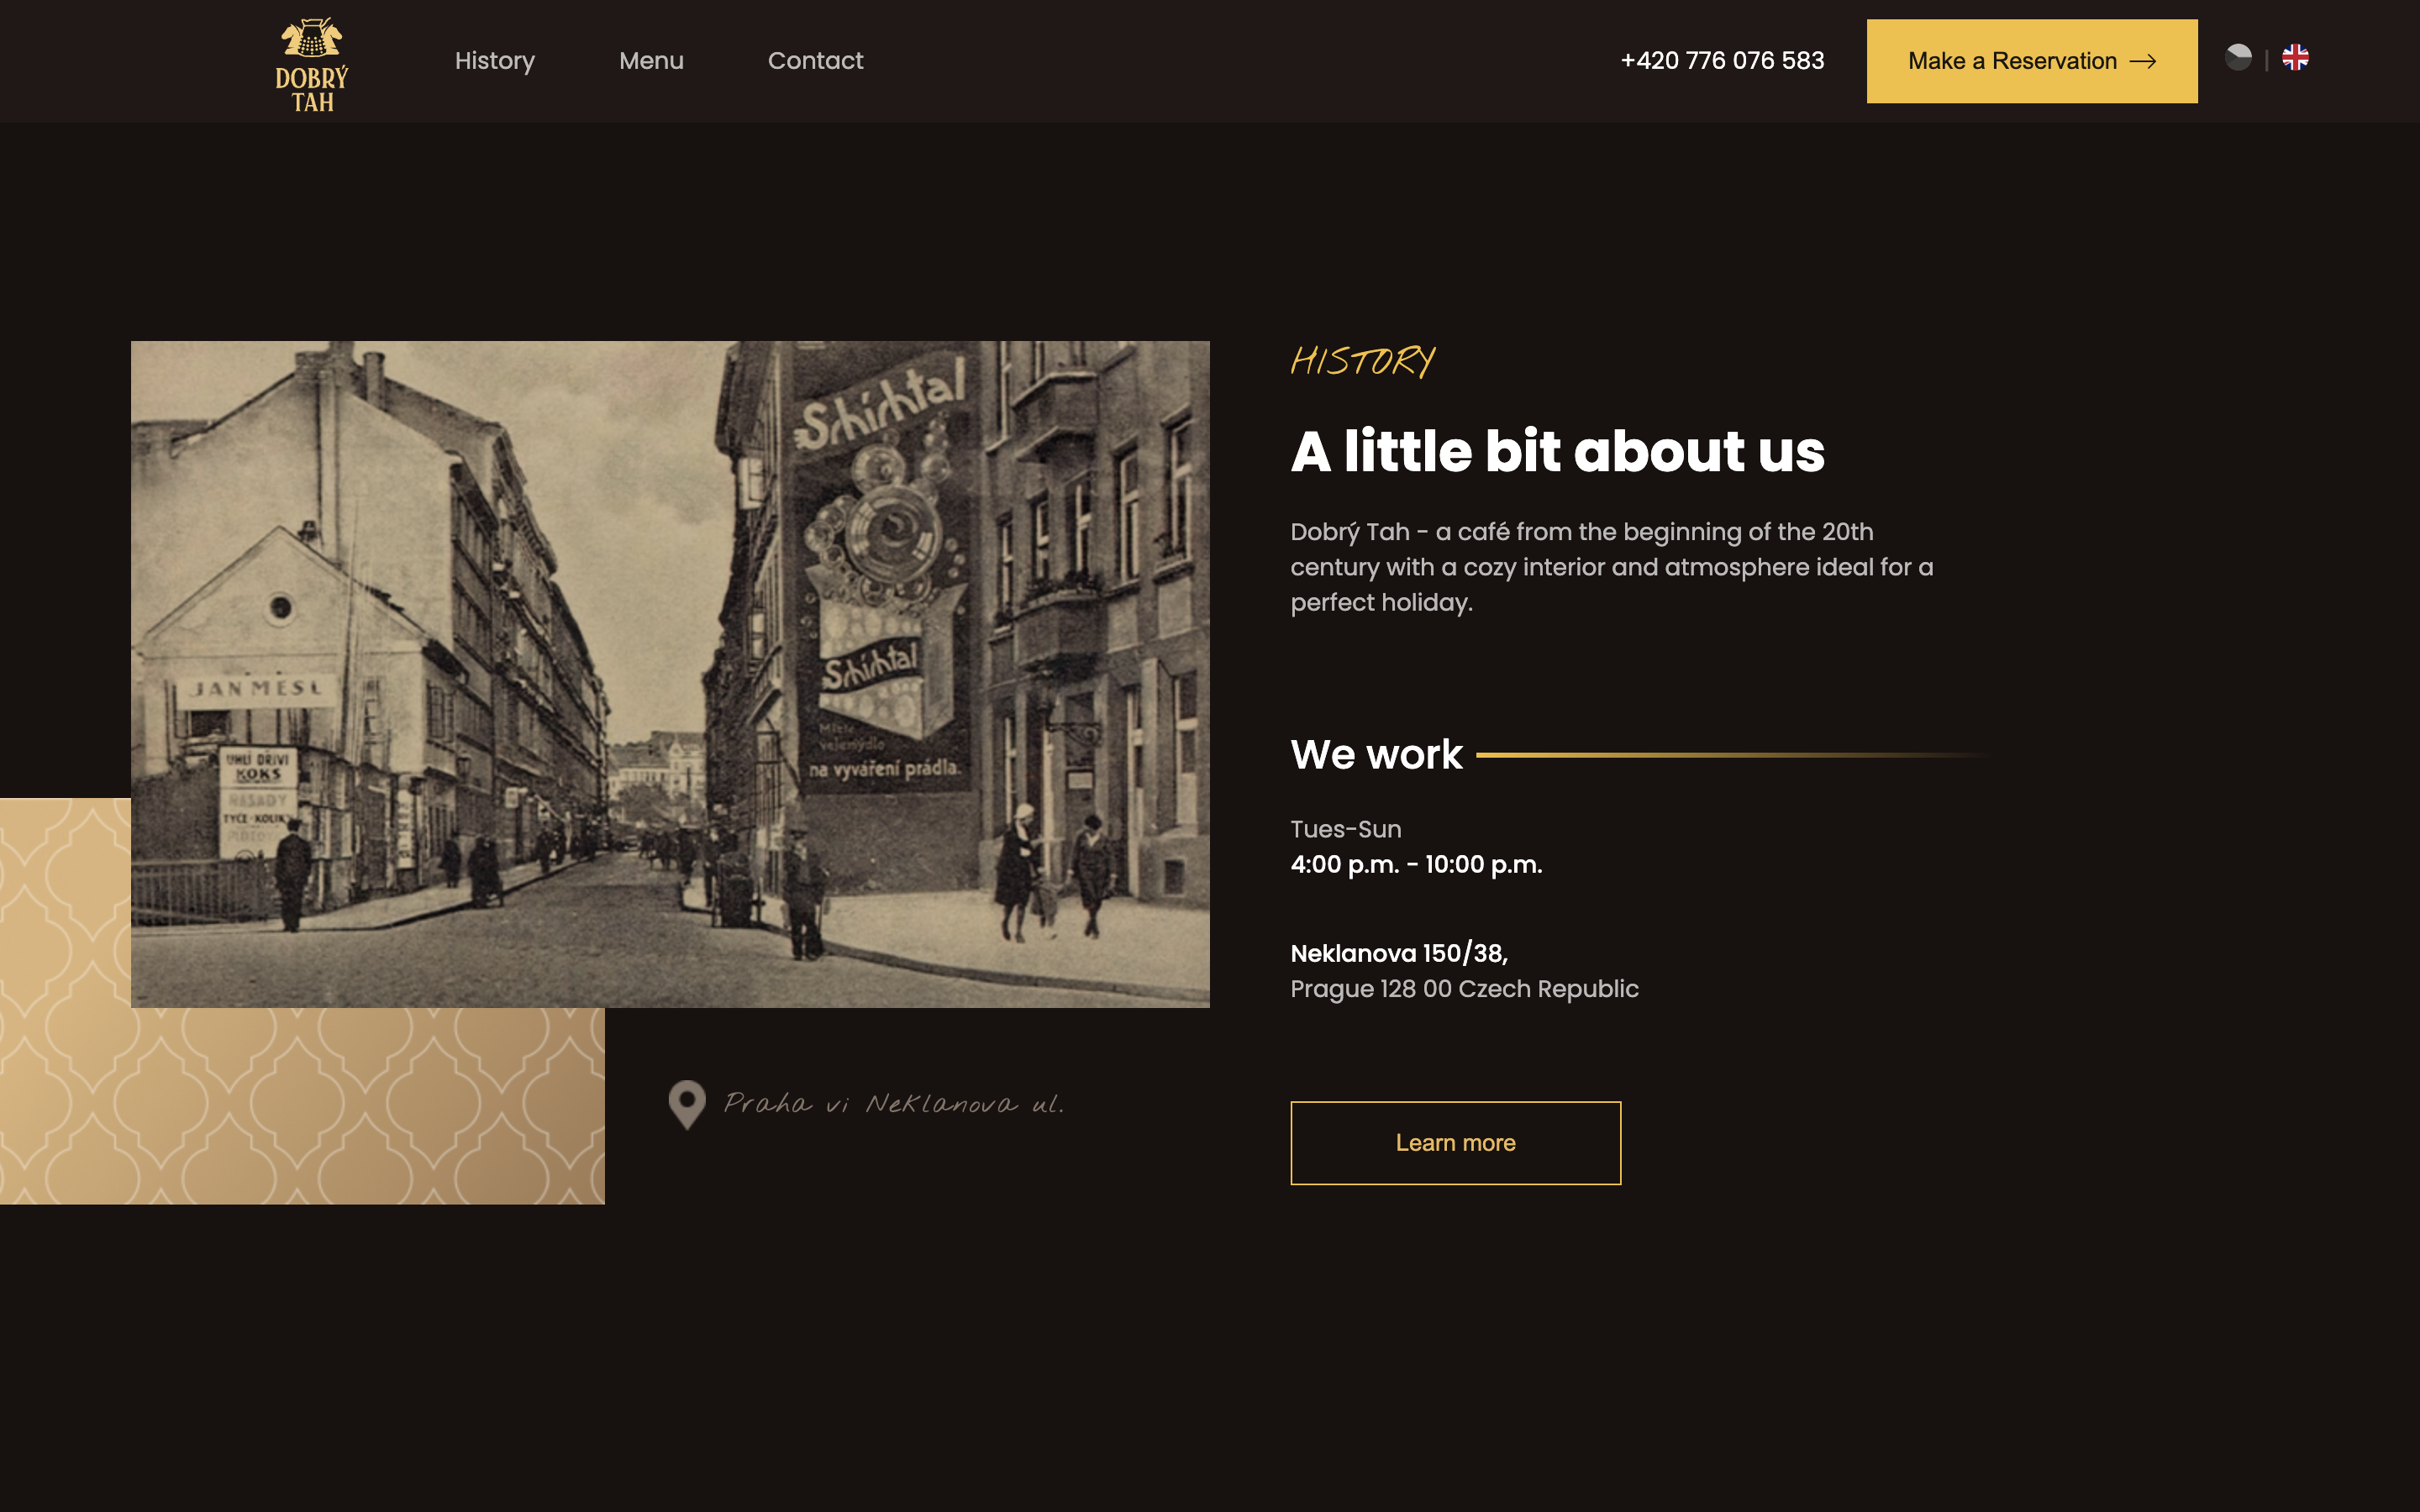 DOBRÝ
TAH
History
Menu
Contact
+420 776 076 583
Make a Reservation →
|
HISTORY
A little bit about us
Dobrý Tah - a café from the beginning of the 20th
century with a cozy interior and atmosphere ideal for a
perfect holiday.
We work
Tues-Sun
4:00 p.m. - 10:00 p.m.
Neklanova 150/38,
Prague 128 00 Czech Republic
Learn more
Schichtal
Schichtal
na vyváření prádla.
JAN MESL
UHLÍ DŘÍVÍ
KOKS
NÁSADY
TYČE-KOLÍK
Praha vi Neklanova ul.